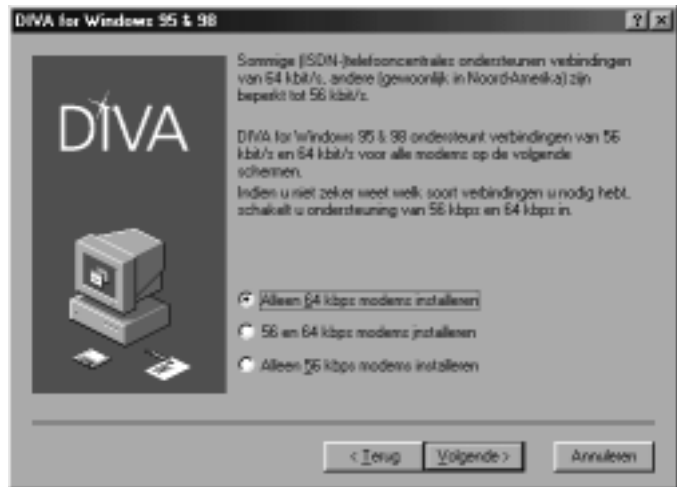 DIVA for Windows 95 & 98
DIVA
Sommige (ISDN-)telefooncentrales ondersteunen verbindingen
van 64 kbit/s, andere (gewoonlijk in Noord-Amerika) zijn
beperkt tot 56 kbit/s.
DIVA for Windows 95 & 98 ondersteunt verbindingen van 56
kbit/s en 64 kbit/s voor alle modems op de volgende
schermen.
Indien u niet zeker weet welk soort verbindingen u nodig hebt,
schakelt u ondersteuning van 56 kbps en 64 kbps in.
Alleen 64 kbps modems installeren
56 en 64 kbps modems installeren
Alleen 56 kbps modems installeren
< Terug
Volgende >
Annuleren